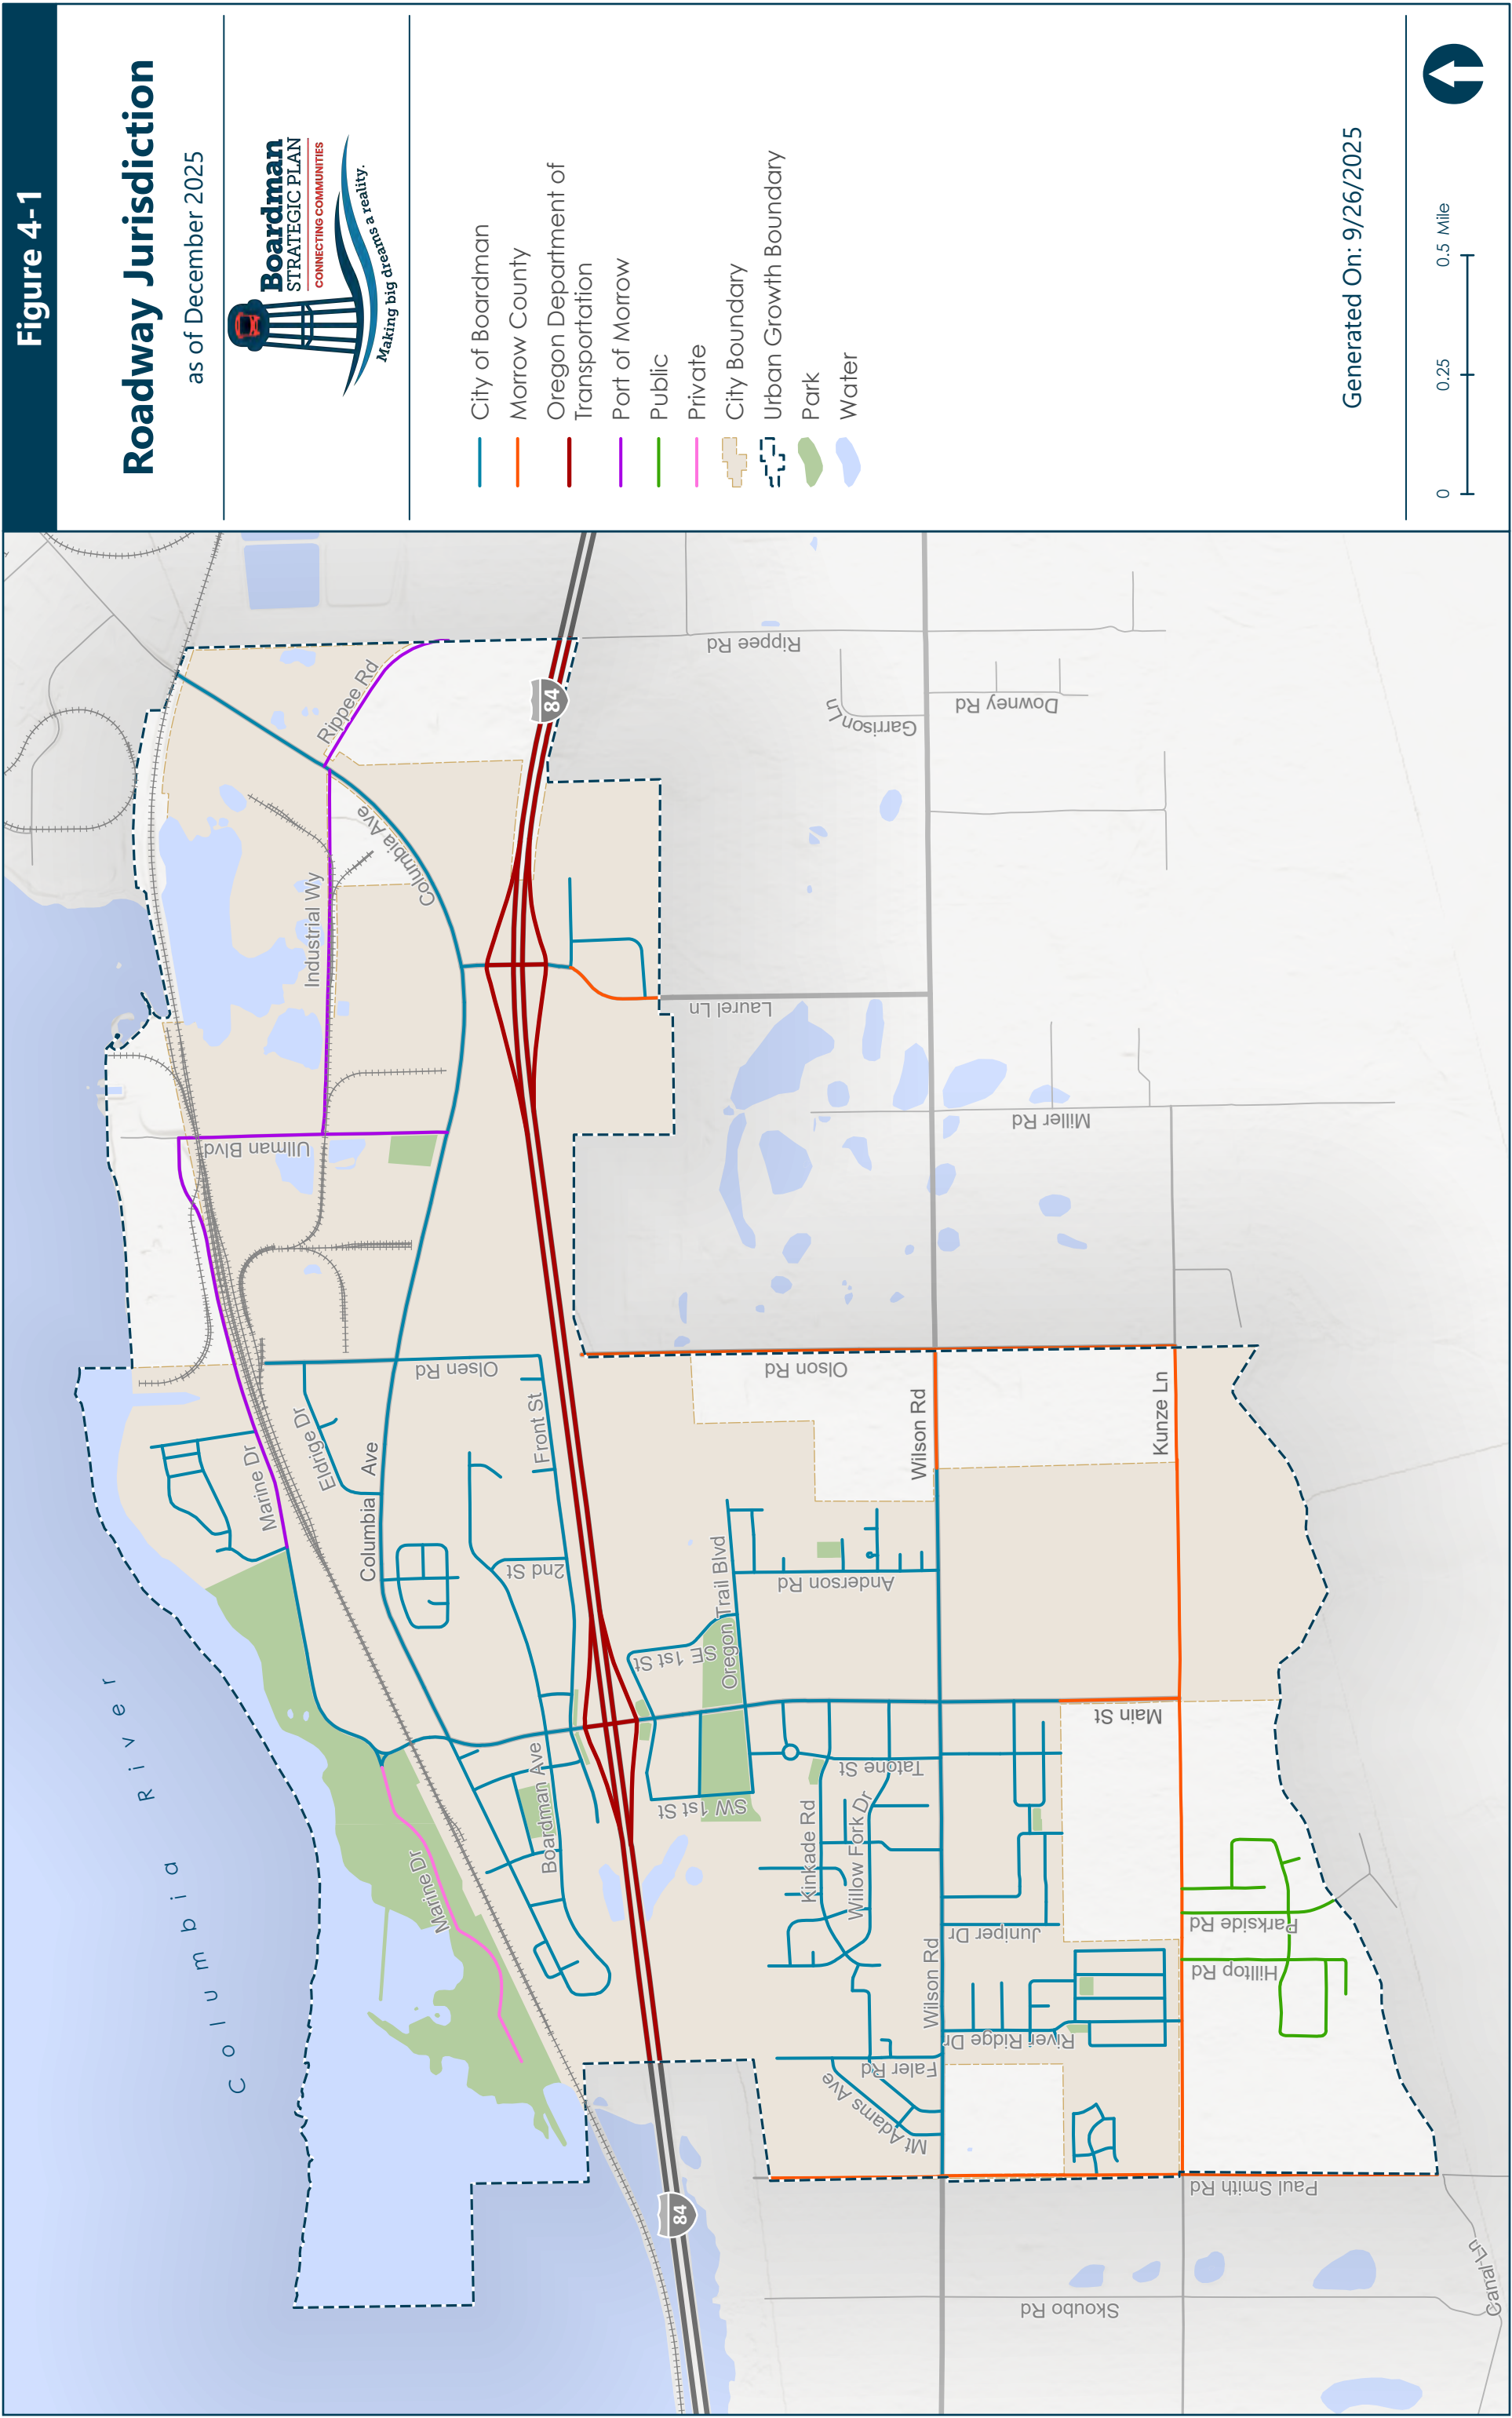 Figure 4-1
Roadway Jurisdiction
as of December 2025
Boardman
STRATEGIC PLAN
CONNECTING COMMUNITIES
Making big dreams a reality.
City of Boardman
Morrow County
Oregon Department of
Transportation
Port of Morrow
Public
Private
City Boundary
Urban Growth Boundary
Park
Water
Generated On: 9/26/2025
0 0.25 0.5 Mile
Columbia River
Marine Dr
Marine Dr
Eldrige Dr
Ullman Blvd
Industrial Wy
Rippee Rd
Columbia Ave
Columbia Ave
Olsen Rd
Front St
2nd St
Boardman Ave
84
84
SE 1st St
SW 1st St
Oregon Trail Blvd
Anderson Rd
Olson Rd
Laurel Ln
Rippee Rd
Garrison Ln
Downey Rd
Miller Rd
Wilson Rd
Kunze Ln
Main St
Tatone St
Kinkade Rd
Willow Fork Dr
Juniper Dr
Wilson Rd
River Ridge Dr
Faler Rd
Mt Adams Ave
Parkside Rd
Hilltop Rd
Paul Smith Rd
Skoubo Rd
Canal Ln